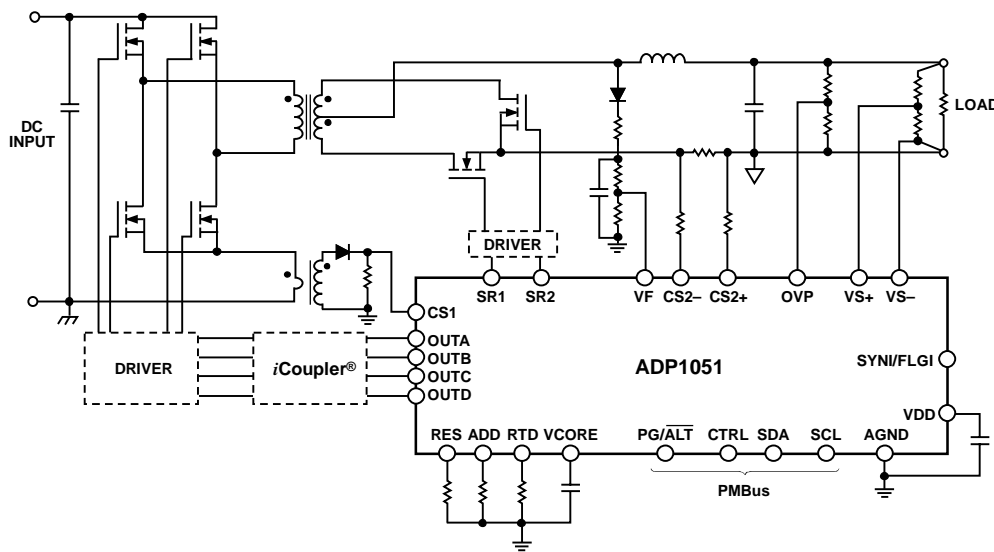 DC
INPUT
LOAD
DRIVER
SR1 SR2 VF CS2– CS2+ OVP VS+ VS–
CS1
OUTA
OUTB
OUTC
OUTD
DRIVER
iCoupler®
ADP1051
SYNI/FLGI
VDD
RES ADD RTD VCORE PG/ALT CTRL SDA SCL AGND
PMBus